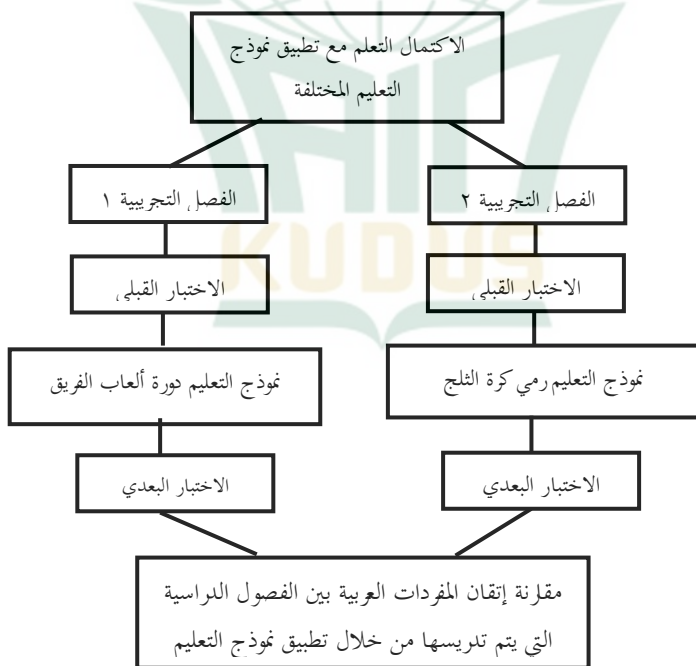 الاكتمال التعلم مع تطبيق نموذج
التعليم المختلفة
الفصل التجريبية ١
الفصل التجريبية ٢
الاختبار القبلي
الاختبار القبلي
نموذج التعليم دورة ألعاب الفريق
نموذج التعليم رمي كرة الثلج
الاختبار البعدي
الاختبار البعدي
مقارنة إتقان المفردات العربية بين الفصول الدراسية
التي يتم تدريسها من خلال تطبيق نموذج التعليم
IAIN
KUDUS